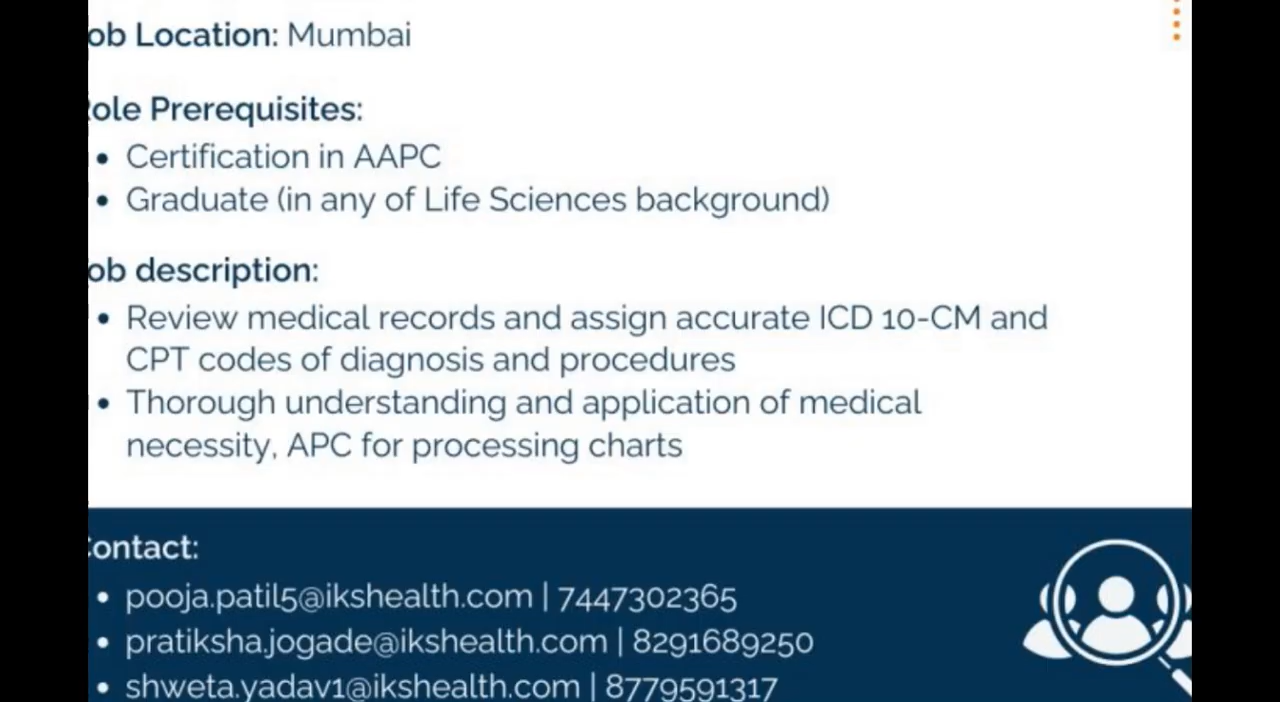 ob Location: Mumbai
ole Prerequisites:
• Certification in AAPC
• Graduate (in any of Life Sciences background)
ob description:
• Review medical records and assign accurate ICD 10-CM and
CPT codes of diagnosis and procedures
• Thorough understanding and application of medical
necessity, APC for processing charts
ontact:
• pooja.patil5@ikshealth.com | 7447302365
• pratiksha.jogade@ikshealth.com | 8291689250
• shweta.yadav1@ikshealth.com | 8779591317